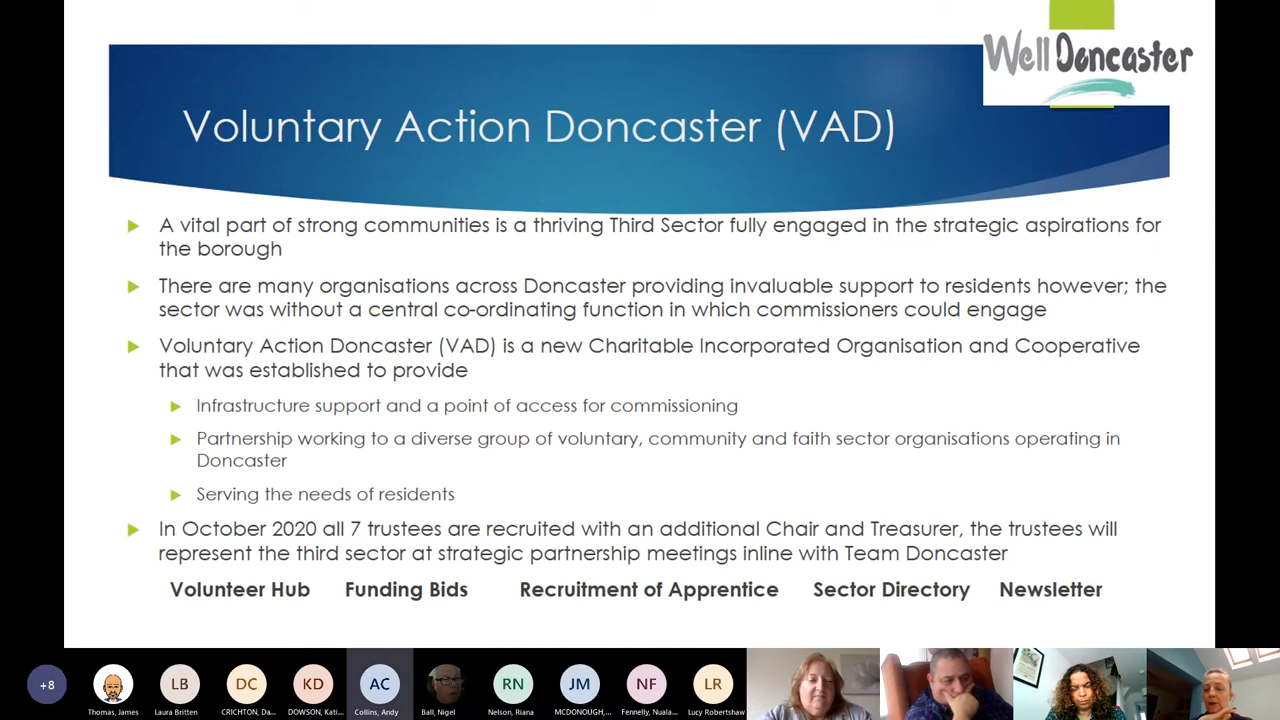 Well Doncaster
Voluntary Action Doncaster (VAD)
A vital part of strong communities is a thriving Third Sector fully engaged in the strategic aspirations for
the borough
There are many organisations across Doncaster providing invaluable support to residents however; the
sector was without a central co-ordinating function in which commissioners could engage
Voluntary Action Doncaster (VAD) is a new Charitable Incorporated Organisation and Cooperative
that was established to provide
Infrastructure support and a point of access for commissioning
Partnership working to a diverse group of voluntary, community and faith sector organisations operating in
Doncaster
Serving the needs of residents
In October 2020 all 7 trustees are recruited with an additional Chair and Treasurer, the trustees will
represent the third sector at strategic partnership meetings inline with Team Doncaster
Volunteer Hub Funding Bids Recruitment of Apprentice Sector Directory Newsletter
+8 LB DC KD AC RN JM NF LR
Thomas, James Laura Britten CRICHTON, Da... DOWSON, Kati... Collins, Andy Ball, Nigel Nelson, Riana MCDONOUGH,... Fennelly, Nuala... Lucy Robertshaw